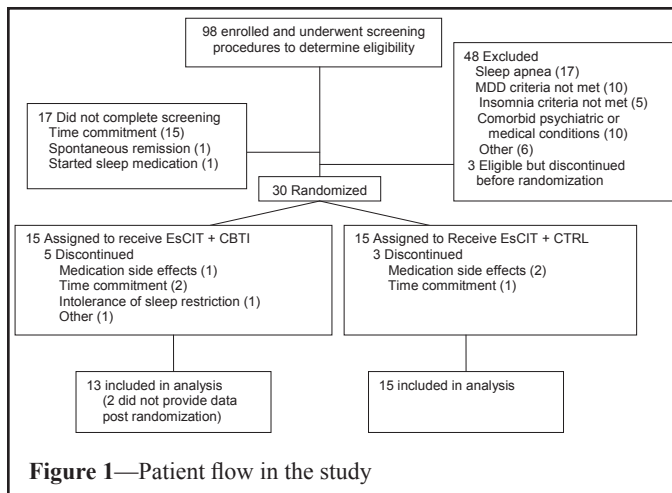 98 enrolled and underwent screening
procedures to determine eligibility
48 Excluded
Sleep apnea (17)
MDD criteria not met (10)
Insomnia criteria not met (5)
Comorbid psychiatric or
medical conditions (10)
Other (6)
3 Eligible but discontinued
before randomization
17 Did not complete screening
Time commitment (15)
Spontaneous remission (1)
Started sleep medication (1)
30 Randomized
15 Assigned to receive EsCIT + CBTI
5 Discontinued
Medication side effects (1)
Time commitment (2)
Intolerance of sleep restriction (1)
Other (1)
15 Assigned to Receive EsCIT + CTRL
3 Discontinued
Medication side effects (2)
Time commitment (1)
13 included in analysis
(2 did not provide data
post randomization)
15 included in analysis
Figure 1—Patient flow in the study